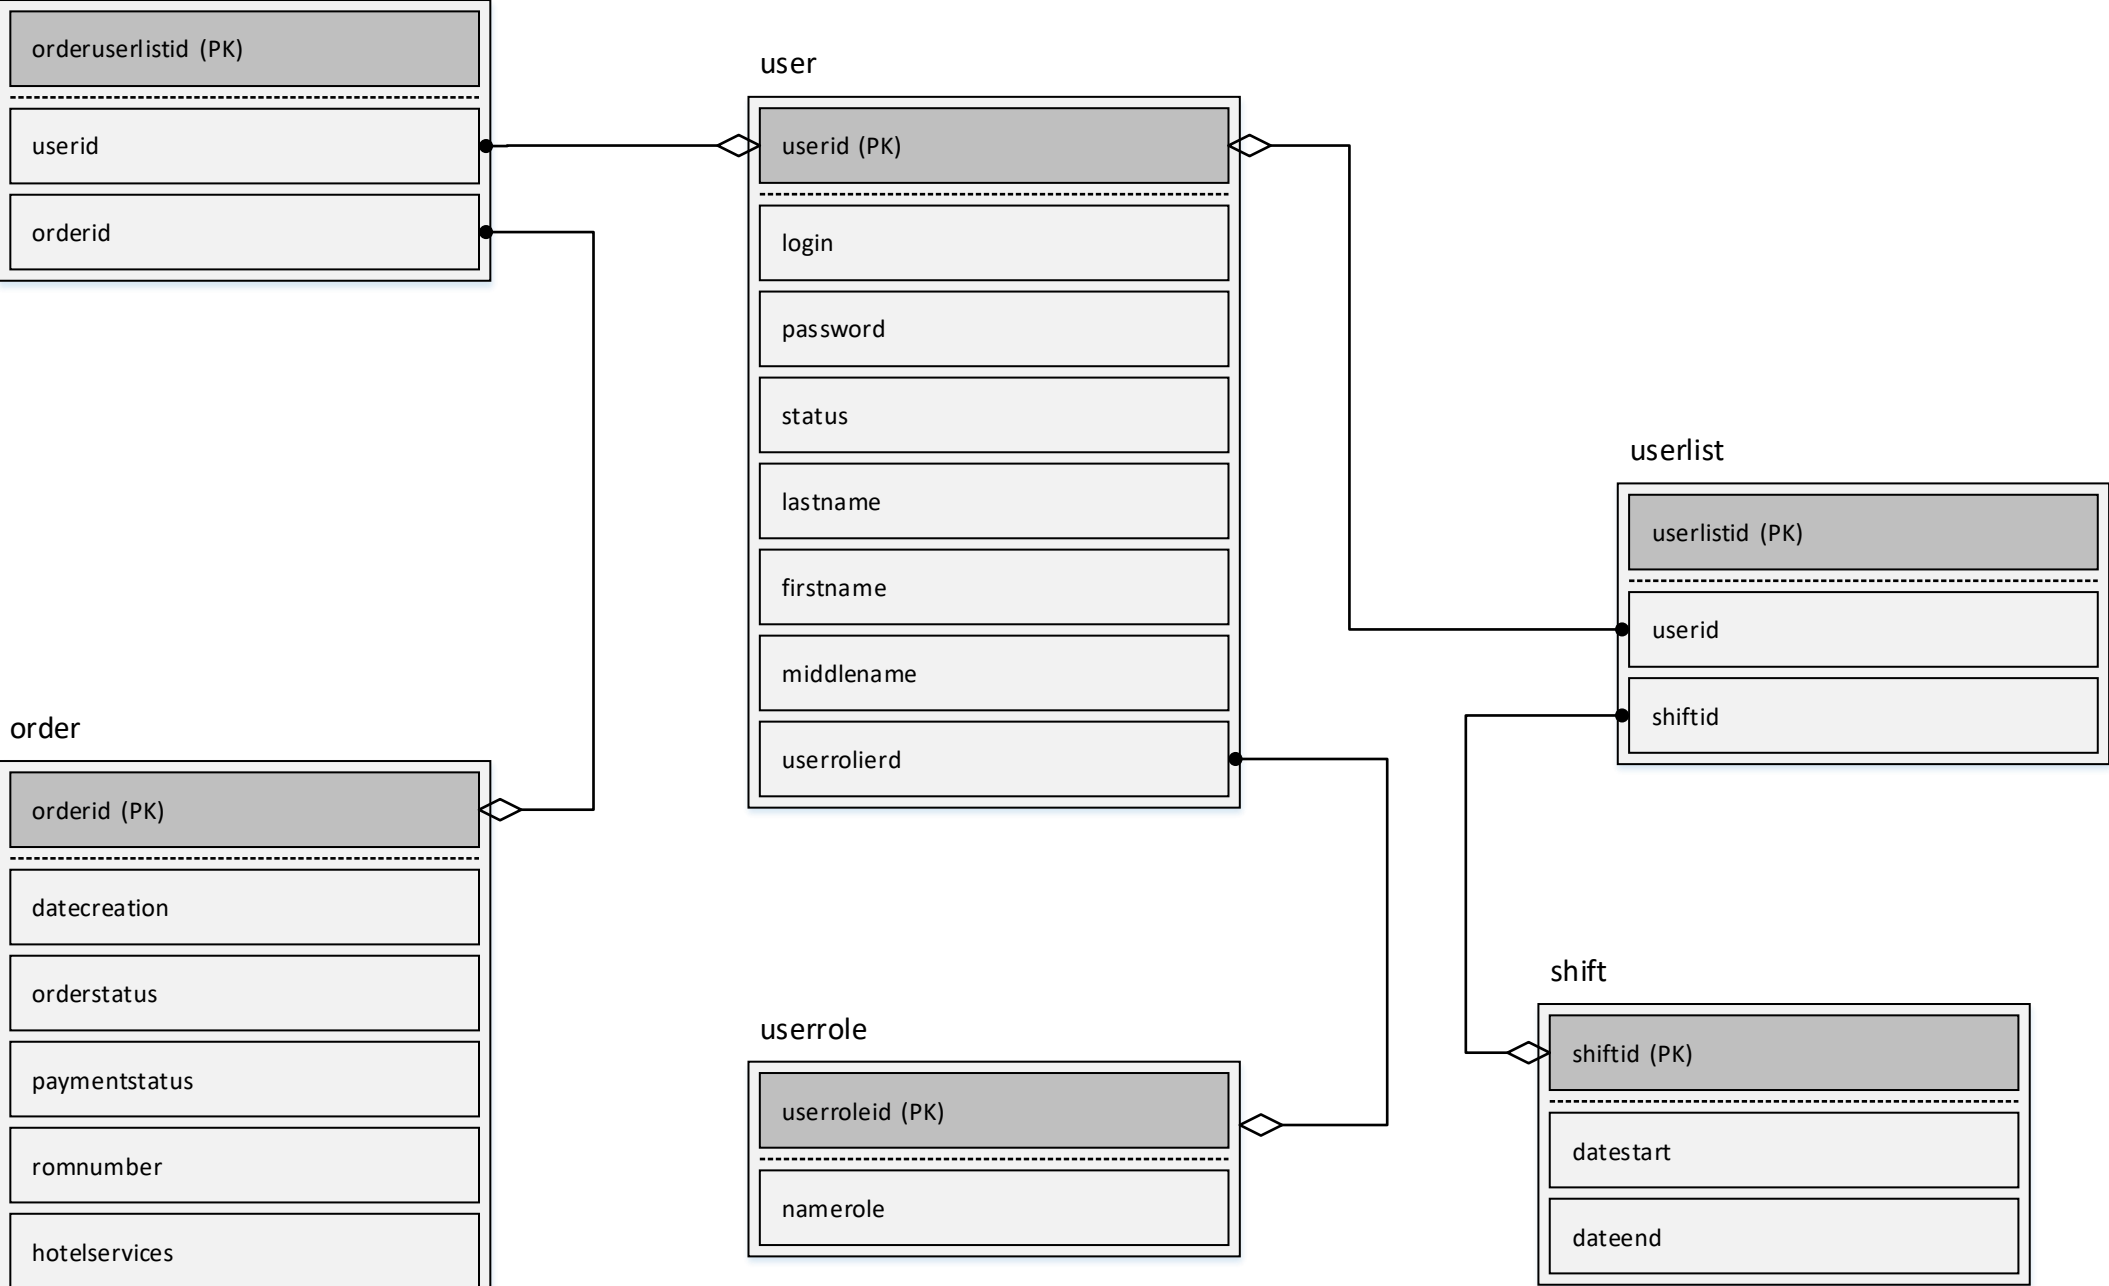 orderuserlistid (PK)
userid
orderid
user
userid (PK)
login
password
status
lastname
firstname
middlename
userrolierd
userlist
userlistid (PK)
userid
shiftid
order
orderid (PK)
datecreation
orderstatus
paymentstatus
romnumber
hotelservices
userrole
userroleid (PK)
namerole
shift
shiftid (PK)
datestart
dateend